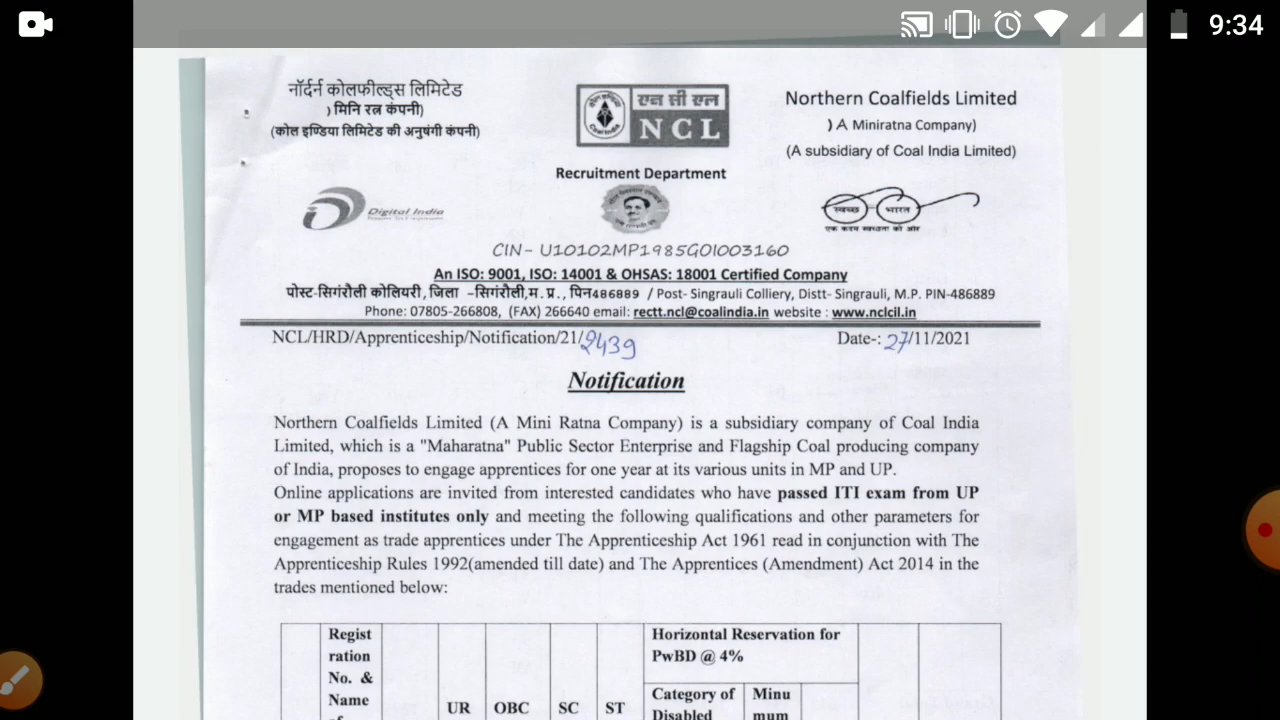 9:34
नॉर्दर्न कोलफील्ड्स लिमिटेड
) मिनि रत्न कंपनी)
(कोल इण्डिया लिमिटेड की अनुषंगी कंपनी)
एन सी एल
NCL
Coal India
Northern Coalfields Limited
) A Miniratna Company)
(A subsidiary of Coal India Limited)
Recruitment Department
Digital India
स्वच्छ भारत
एक कदम स्वच्छता की ओर
CIN- U10102MP1985GOI003160
An ISO: 9001, ISO: 14001 & OHSAS: 18001 Certified Company
पोस्ट-सिगंरौली कोलियरी, जिला -सिगंरौली,म. प्र., पिन486889 / Post- Singrauli Colliery, Distt- Singrauli, M.P. PIN-486889
Phone: 07805-266808, (FAX) 266640 email: rectt.ncl@coalindia.in website : www.nclcil.in
NCL/HRD/Apprenticeship/Notification/21/2439 Date-: 27/11/2021
Notification
Northern Coalfields Limited (A Mini Ratna Company) is a subsidiary company of Coal India
Limited, which is a "Maharatna" Public Sector Enterprise and Flagship Coal producing company
of India, proposes to engage apprentices for one year at its various units in MP and UP.
Online applications are invited from interested candidates who have passed ITI exam from UP
or MP based institutes only and meeting the following qualifications and other parameters for
engagement as trade apprentices under The Apprenticeship Act 1961 read in conjunction with The
Apprenticeship Rules 1992(amended till date) and The Apprentices (Amendment) Act 2014 in the
trades mentioned below:
Regist
ration
No. &
Name
UR OBC SC ST
Horizontal Reservation for
PwBD @ 4%
Category of
Disabled
Minu
mum